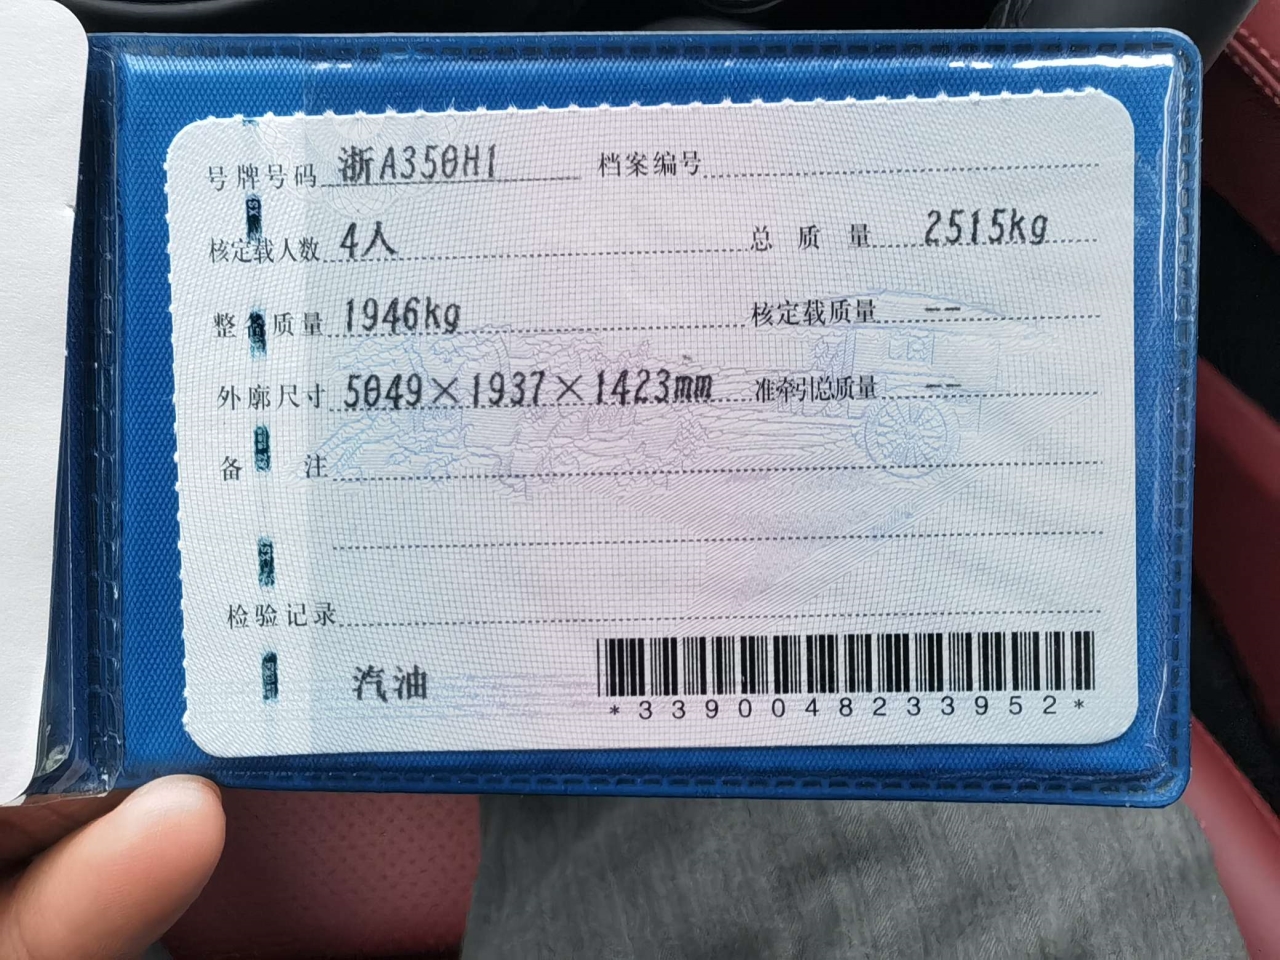 号牌号码 浙A350H1 档案编号
核定载人数 4人 总质量 2515kg
整备质量 1946kg 核定载质量 --
外廓尺寸 5049×1937×1423mm 准牵引总质量 --
备注
检验记录
汽油
*3390048233952*